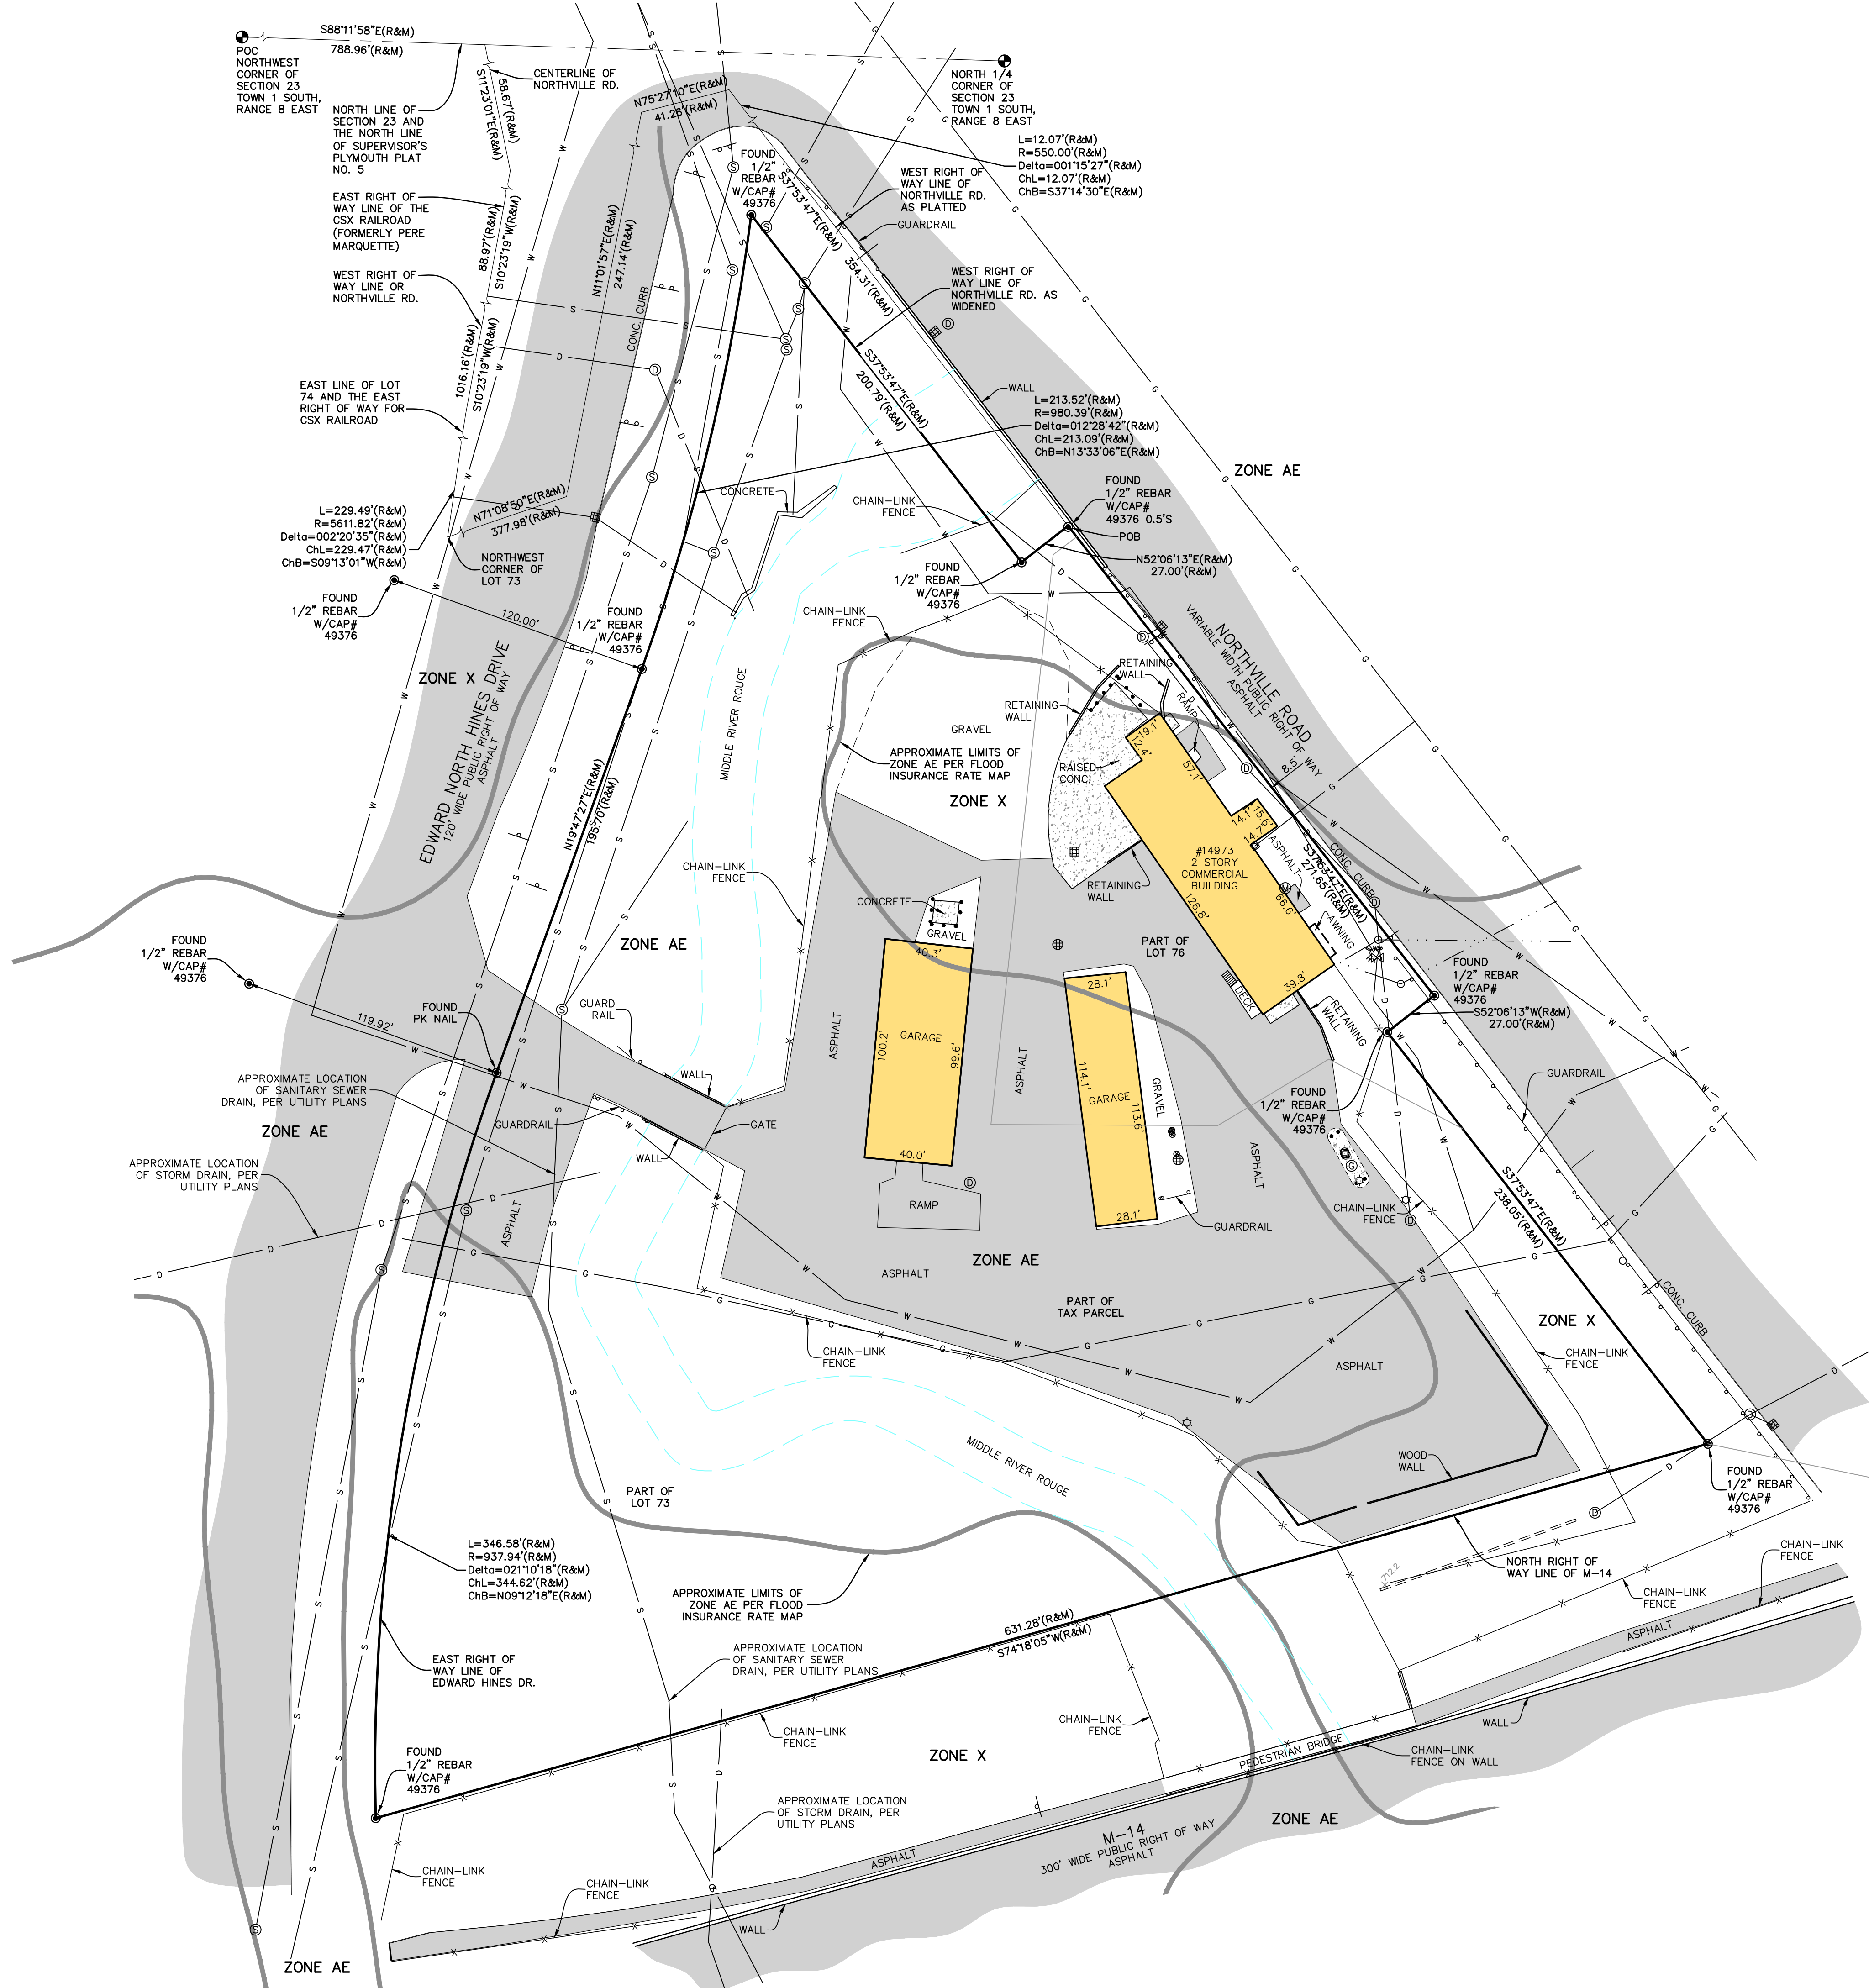 S88°11'58"E(R&M)
788.96'(R&M)
POC
NORTHWEST
CORNER OF
SECTION 23
TOWN 1 SOUTH,
RANGE 8 EAST
NORTH LINE OF
SECTION 23 AND
THE NORTH LINE
OF SUPERVISOR'S
PLYMOUTH PLAT
NO. 5
S11°23'01"E(R&M)
58.67'(R&M)
CENTERLINE OF
NORTHVILLE RD.
N75°27'10"E(R&M)
41.26'(R&M)
NORTH 1/4
CORNER OF
SECTION 23
TOWN 1 SOUTH,
RANGE 8 EAST
L=12.07'(R&M)
R=550.00'(R&M)
Delta=001°15'27"(R&M)
ChL=12.07'(R&M)
ChB=S37°14'30"E(R&M)
FOUND
1/2" REBAR
W/CAP#
49376
S37°53'47"E(R&M)
354.31'(R&M)
WEST RIGHT OF
WAY LINE OF
NORTHVILLE RD.
AS PLATTED
GUARDRAIL
EAST RIGHT OF
WAY LINE OF THE
CSX RAILROAD
(FORMERLY PERE
MARQUETTE)
88.97'(R&M)
S10°23'19"W(R&M)
N11°01'57"E(R&M)
247.14'(R&M)
CONC. CURB
WEST RIGHT OF
WAY LINE OR
NORTHVILLE RD.
WEST RIGHT OF
WAY LINE OF
NORTHVILLE RD. AS
WIDENED
1016.16'(R&M)
S10°23'19"W(R&M)
S37°53'47"E(R&M)
200.79'(R&M)
EAST LINE OF LOT
74 AND THE EAST
RIGHT OF WAY FOR
CSX RAILROAD
WALL
L=213.52'(R&M)
R=980.39'(R&M)
Delta=012°28'42"(R&M)
ChL=213.09'(R&M)
ChB=N13°33'06"E(R&M)
ZONE AE
N71°08'50"E(R&M)
377.98'(R&M)
CONCRETE
CHAIN-LINK
FENCE
FOUND
1/2" REBAR
W/CAP#
49376 0.5'S
POB
L=229.49'(R&M)
R=5611.82'(R&M)
Delta=002°20'35"(R&M)
ChL=229.47'(R&M)
ChB=S09°13'01"W(R&M)
NORTHWEST
CORNER OF
LOT 73
N52°06'13"E(R&M)
27.00'(R&M)
FOUND
1/2" REBAR
W/CAP#
49376
FOUND
1/2" REBAR
W/CAP#
49376
120.00'
FOUND
1/2" REBAR
W/CAP#
49376
CHAIN-LINK
FENCE
ZONE X
EDWARD NORTH HINES DRIVE
120' WIDE PUBLIC RIGHT OF WAY
ASPHALT
MIDDLE RIVER ROUGE
NORTHVILLE ROAD
VARIABLE WIDTH PUBLIC RIGHT OF WAY
ASPHALT
RETAINING
WALL
RAMP
RETAINING
WALL
GRAVEL
APPROXIMATE LIMITS OF
ZONE AE PER FLOOD
INSURANCE RATE MAP
ZONE X
RAISED
CONC.
19.1'
12.4'
57.1'
8.5'
14.1'
15.6'
14.7'
ASPHALT
#14973
2 STORY
COMMERCIAL
BUILDING
126.8'
66.6'
39.8'
AWNING
S37°53'47"E(R&M)
271.65'(R&M)
CONC. CURB
N19°47'27"E(R&M)
195.70'(R&M)
CHAIN-LINK
FENCE
RETAINING
WALL
CONCRETE
GRAVEL
ZONE AE
PART OF
LOT 76
DECK
RETAINING
WALL
FOUND
1/2" REBAR
W/CAP#
49376
FOUND
1/2" REBAR
W/CAP#
49376
S52°06'13"W(R&M)
27.00'(R&M)
119.92'
FOUND
PK NAIL
GUARD
RAIL
40.3'
100.2'
GARAGE
99.6'
40.0'
ASPHALT
ASPHALT
28.1'
114.1'
GARAGE
113.6'
28.1'
GRAVEL
ASPHALT
WALL
GATE
GUARDRAIL
WALL
APPROXIMATE LOCATION
OF SANITARY SEWER
DRAIN, PER UTILITY PLANS
ZONE AE
FOUND
1/2" REBAR
W/CAP#
49376
GUARDRAIL
APPROXIMATE LOCATION
OF STORM DRAIN, PER
UTILITY PLANS
ASPHALT
RAMP
GUARDRAIL
CHAIN-LINK
FENCE
S37°53'47"E(R&M)
238.05'(R&M)
ZONE AE
ASPHALT
PART OF
TAX PARCEL
CHAIN-LINK
FENCE
ASPHALT
ZONE X
CHAIN-LINK
FENCE
CONC. CURB
MIDDLE RIVER ROUGE
WOOD
WALL
FOUND
1/2" REBAR
W/CAP#
49376
PART OF
LOT 73
L=346.58'(R&M)
R=937.94'(R&M)
Delta=021°10'18"(R&M)
ChL=344.62'(R&M)
ChB=N09°12'18"E(R&M)
APPROXIMATE LIMITS OF
ZONE AE PER FLOOD
INSURANCE RATE MAP
712.2
NORTH RIGHT OF
WAY LINE OF M-14
CHAIN-LINK
FENCE
CHAIN-LINK
FENCE
631.28'(R&M)
S74°18'05"W(R&M)
ASPHALT
EAST RIGHT OF
WAY LINE OF
EDWARD HINES DR.
APPROXIMATE LOCATION
OF SANITARY SEWER
DRAIN, PER UTILITY PLANS
CHAIN-LINK
FENCE
CHAIN-LINK
FENCE
WALL
ZONE X
PEDESTRIAN BRIDGE
CHAIN-LINK
FENCE ON WALL
FOUND
1/2" REBAR
W/CAP#
49376
APPROXIMATE LOCATION
OF STORM DRAIN, PER
UTILITY PLANS
ZONE AE
M-14
300' WIDE PUBLIC RIGHT OF WAY
ASPHALT
ASPHALT
CHAIN-LINK
FENCE
CHAIN-LINK
FENCE
WALL
ZONE AE